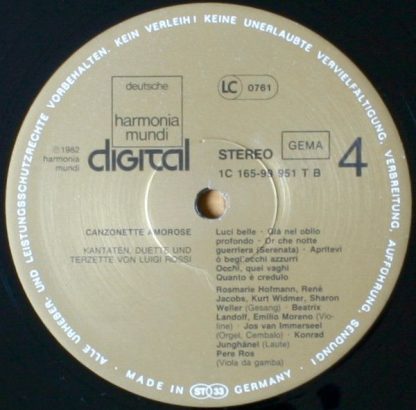 ALLE URHEBER- UND LEISTUNGSSCHUTZRECHTE VORBEHALTEN. KEIN VERLEIH! KEINE UNERLAUBTE VERVIELFÄLTIGUNG, VERBREITUNG, AUFFÜHRUNG, SENDUNG!
deutsche
harmonia
mundi
digital
LC 0761
℗ 1982
harmonia
mundi
STEREO
GEMA
4
1C 165-99 951 T B
CANZONETTE AMOROSE
KANTATEN, DUETTE UND
TERZETTE VON LUIGI ROSSI
Luci belle · Già nel oblio
profondo · Or che notte
guerriera (Serenata) · Apritevi
ò begl'occhi azzurri
Occhi, quei vaghi
Quanto è credulo
Rosmarie Hofmann, René
Jacobs, Kurt Widmer, Sharon
Weller (Gesang) · Beatrix
Landolf, Emilio Moreno (Vio-
line) · Jos van Immerseel
(Orgel, Cembalo) · Konrad
Junghänel (Laute)
Pere Ros
(Viola da gamba)
MADE IN ST 33 GERMANY